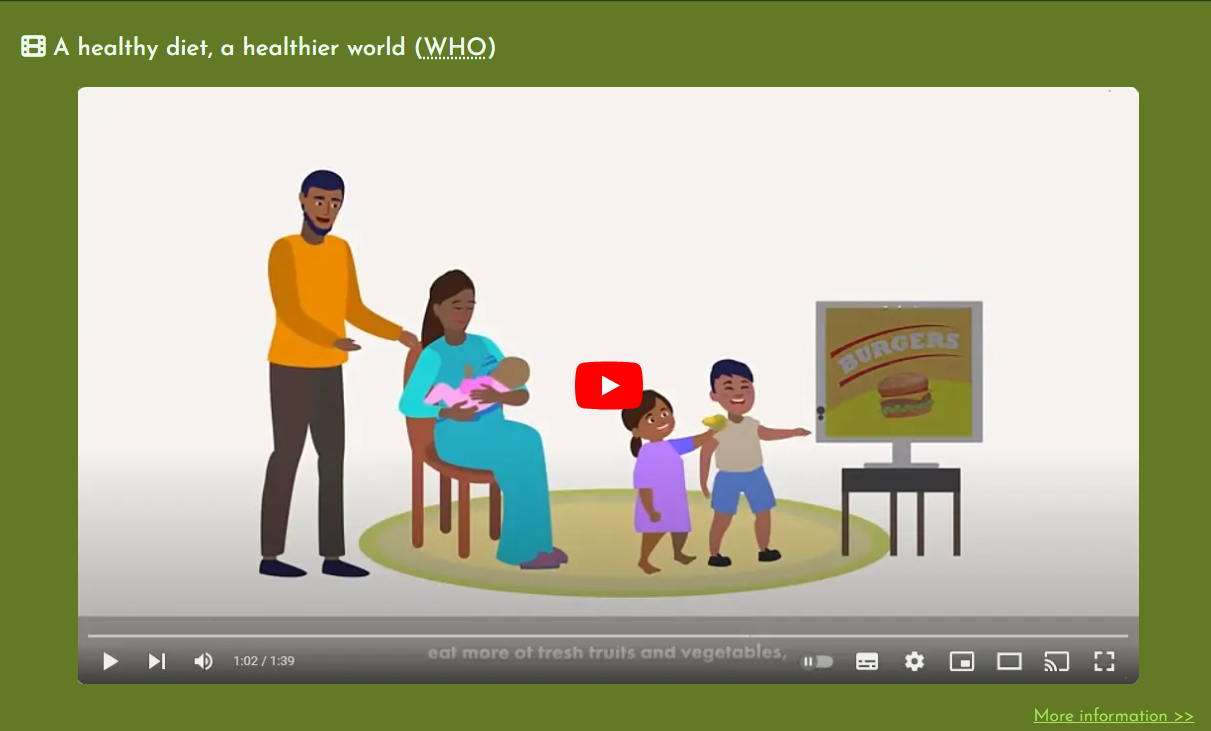 A healthy diet, a healthier world (WHO)
BURGERS
eat more of fresh fruits and vegetables,
1:02 / 1:39
More information >>